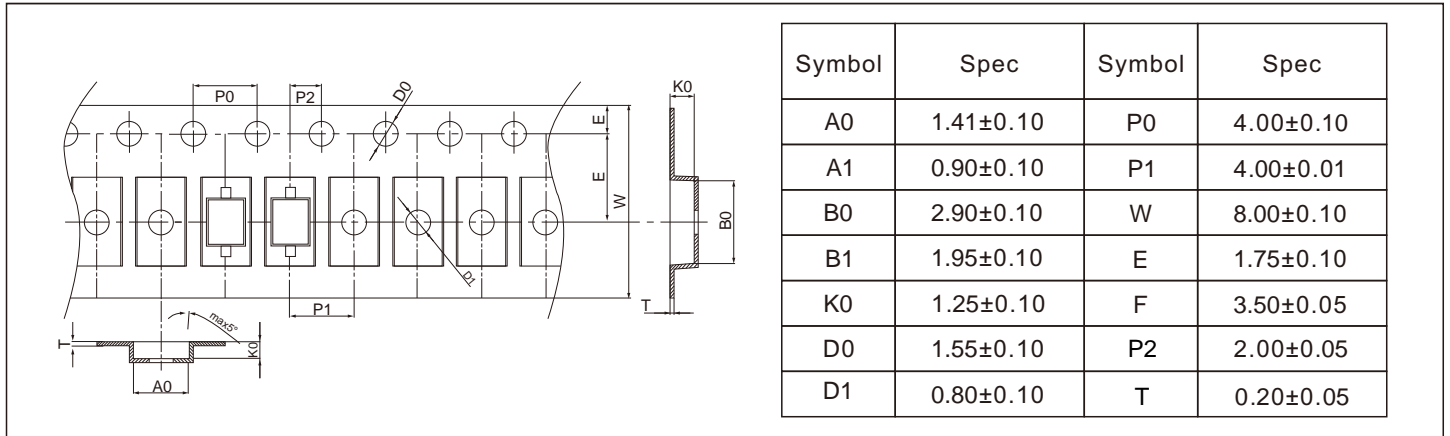 P0 P2 D0 E K0
E W B0
D1
P1 T
max5°
T K0
A0
Symbol Spec Symbol Spec
A0 1.41±0.10 P0 4.00±0.10
A1 0.90±0.10 P1 4.00±0.01
B0 2.90±0.10 W 8.00±0.10
B1 1.95±0.10 E 1.75±0.10
K0 1.25±0.10 F 3.50±0.05
D0 1.55±0.10 P2 2.00±0.05
D1 0.80±0.10 T 0.20±0.05